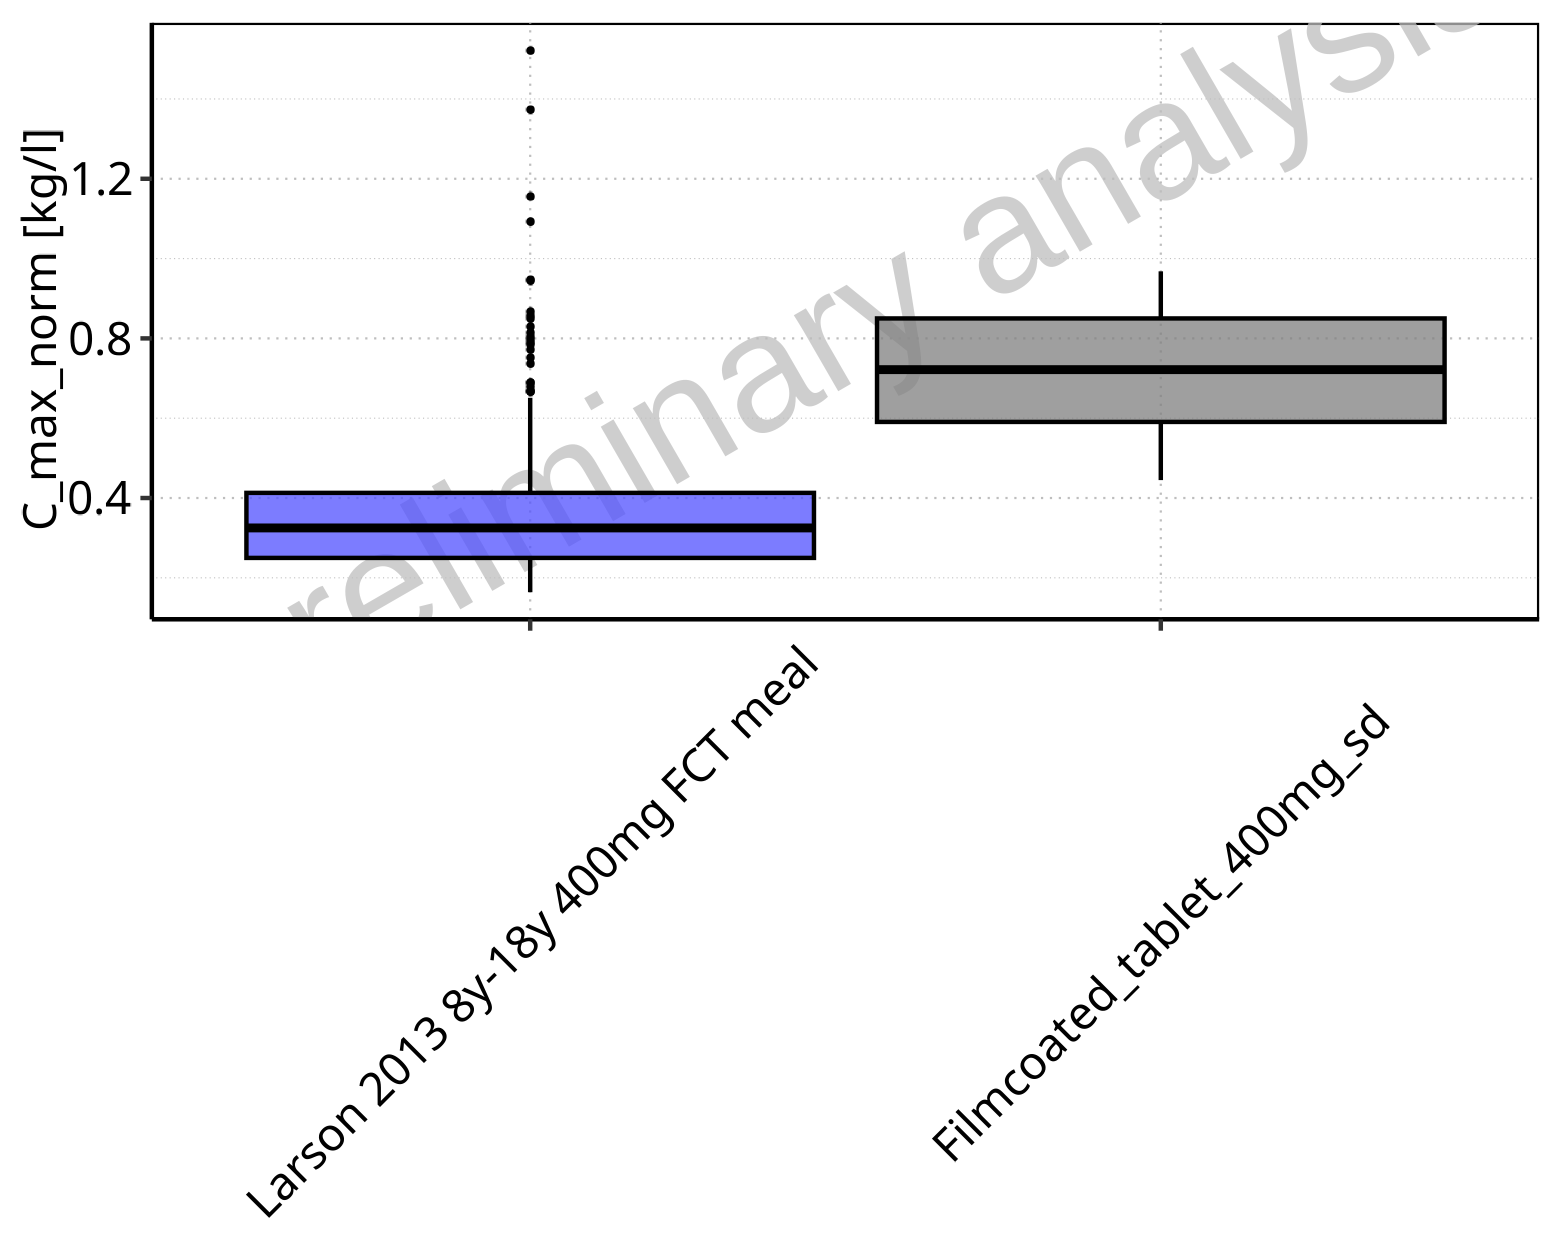 C_max_norm [kg/l]
1.2
0.8
0.4
reliminary analysis
Larson 2013 8y-18y 400mg FCT meal
Filmcoated_tablet_400mg_sd